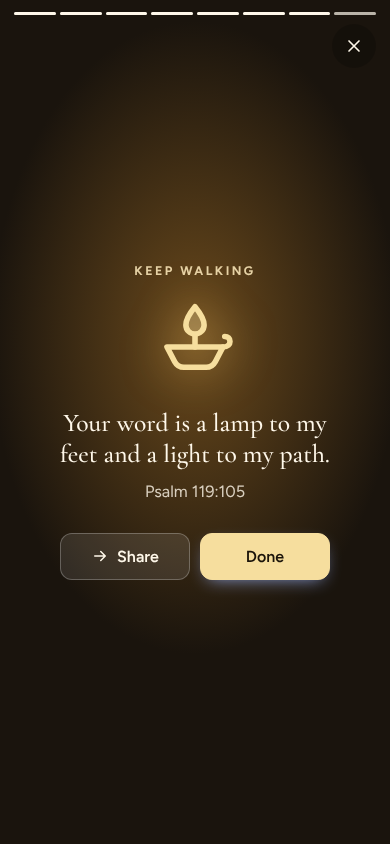 KEEP WALKING
Your word is a lamp to my
feet and a light to my path.
Psalm 119:105
Share
Done